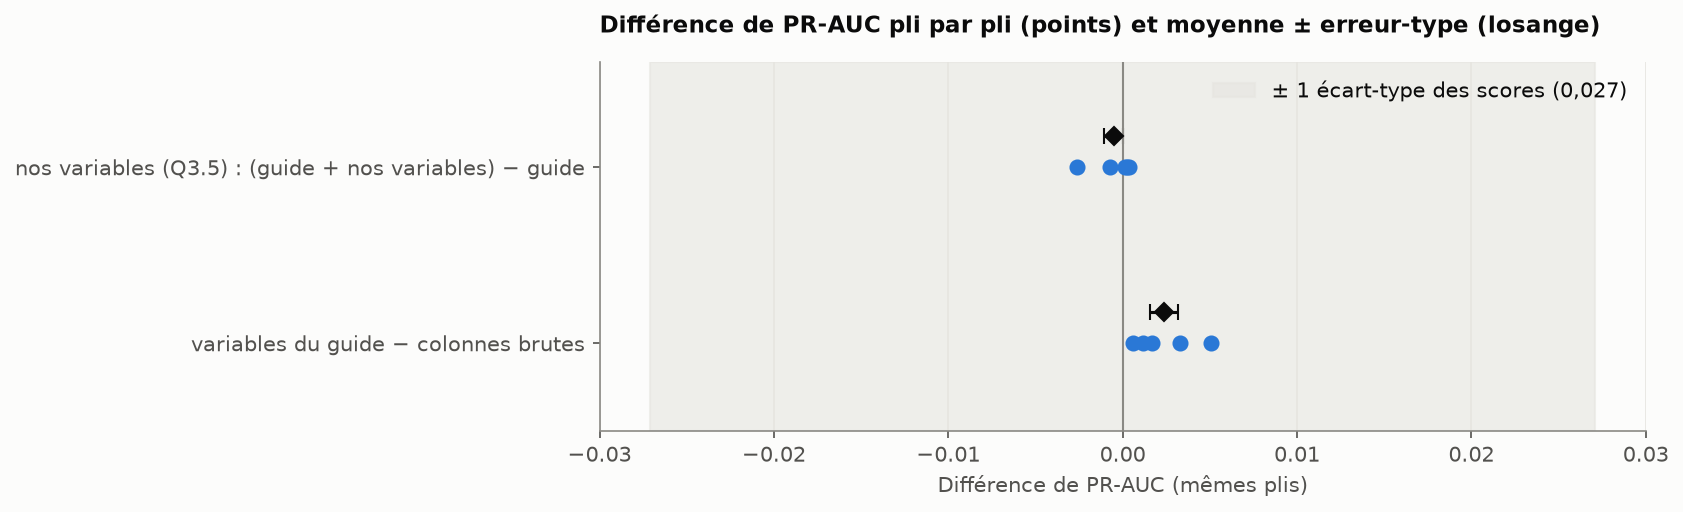 Différence de PR-AUC pli par pli (points) et moyenne ± erreur-type (losange)
± 1 écart-type des scores (0,027)
nos variables (Q3.5) : (guide + nos variables) − guide
variables du guide − colonnes brutes
−0.03 −0.02 −0.01 0.00 0.01 0.02 0.03
Différence de PR-AUC (mêmes plis)